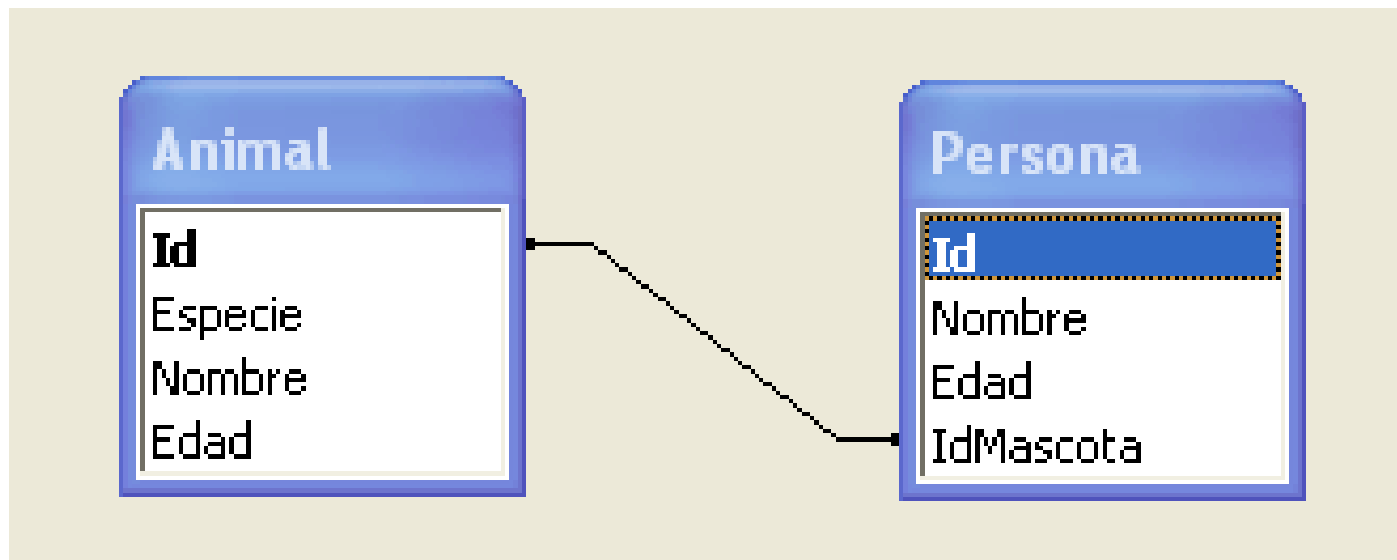 Animal
Id
Especie
Nombre
Edad
Persona
Id
Nombre
Edad
IdMascota